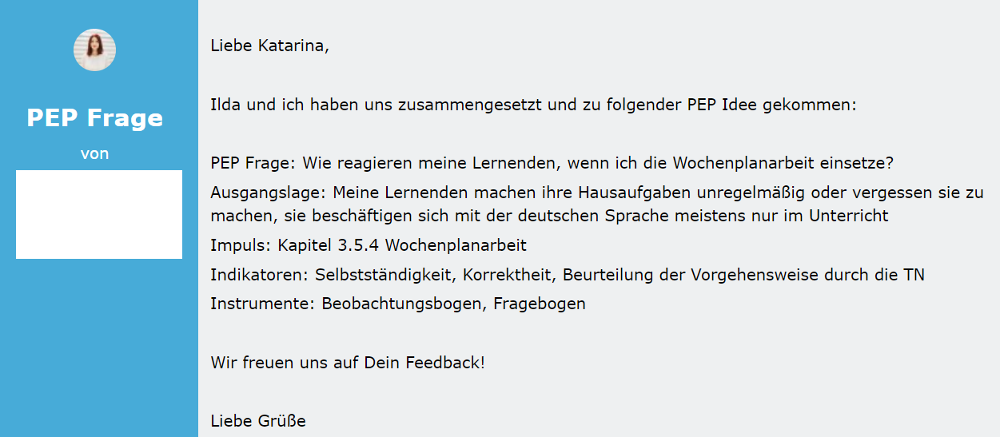 PEP Frage
von
Liebe Katarina,
Ilda und ich haben uns zusammengesetzt und zu folgender PEP Idee gekommen:
PEP Frage: Wie reagieren meine Lernenden, wenn ich die Wochenplanarbeit einsetze?
Ausgangslage: Meine Lernenden machen ihre Hausaufgaben unregelmäßig oder vergessen sie zu
machen, sie beschäftigen sich mit der deutschen Sprache meistens nur im Unterricht
Impuls: Kapitel 3.5.4 Wochenplanarbeit
Indikatoren: Selbstständigkeit, Korrektheit, Beurteilung der Vorgehensweise durch die TN
Instrumente: Beobachtungsbogen, Fragebogen
Wir freuen uns auf Dein Feedback!
Liebe Grüße